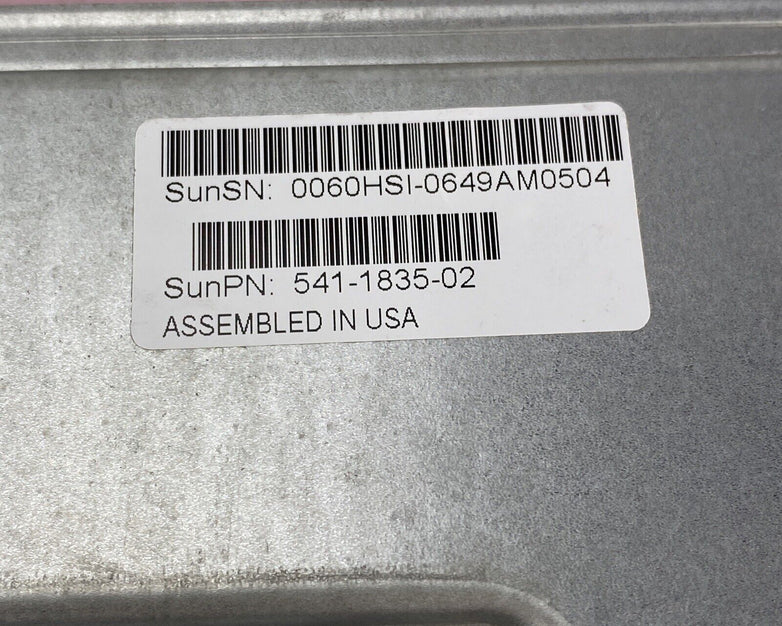 SunSN: 0060HSI-0649AM0504
SunPN: 541-1835-02
ASSEMBLED IN USA